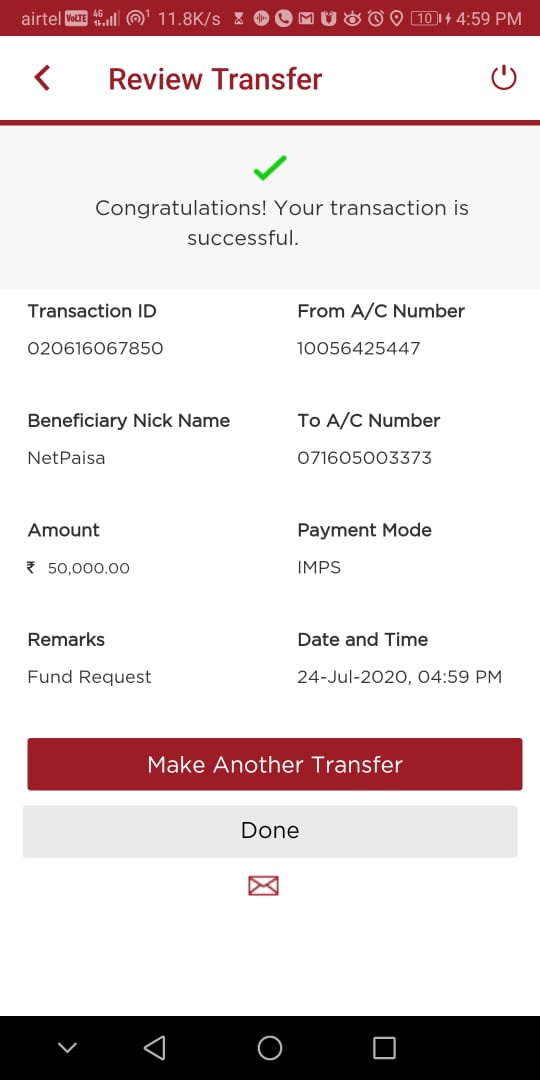 airtel VoLTE 4G 1 11.8K/s 10 4:59 PM
Review Transfer
Congratulations! Your transaction is
successful.
Transaction ID From A/C Number
020616067850 10056425447
Beneficiary Nick Name To A/C Number
NetPaisa 071605003373
Amount Payment Mode
₹ 50,000.00 IMPS
Remarks Date and Time
Fund Request 24-Jul-2020, 04:59 PM
Make Another Transfer
Done